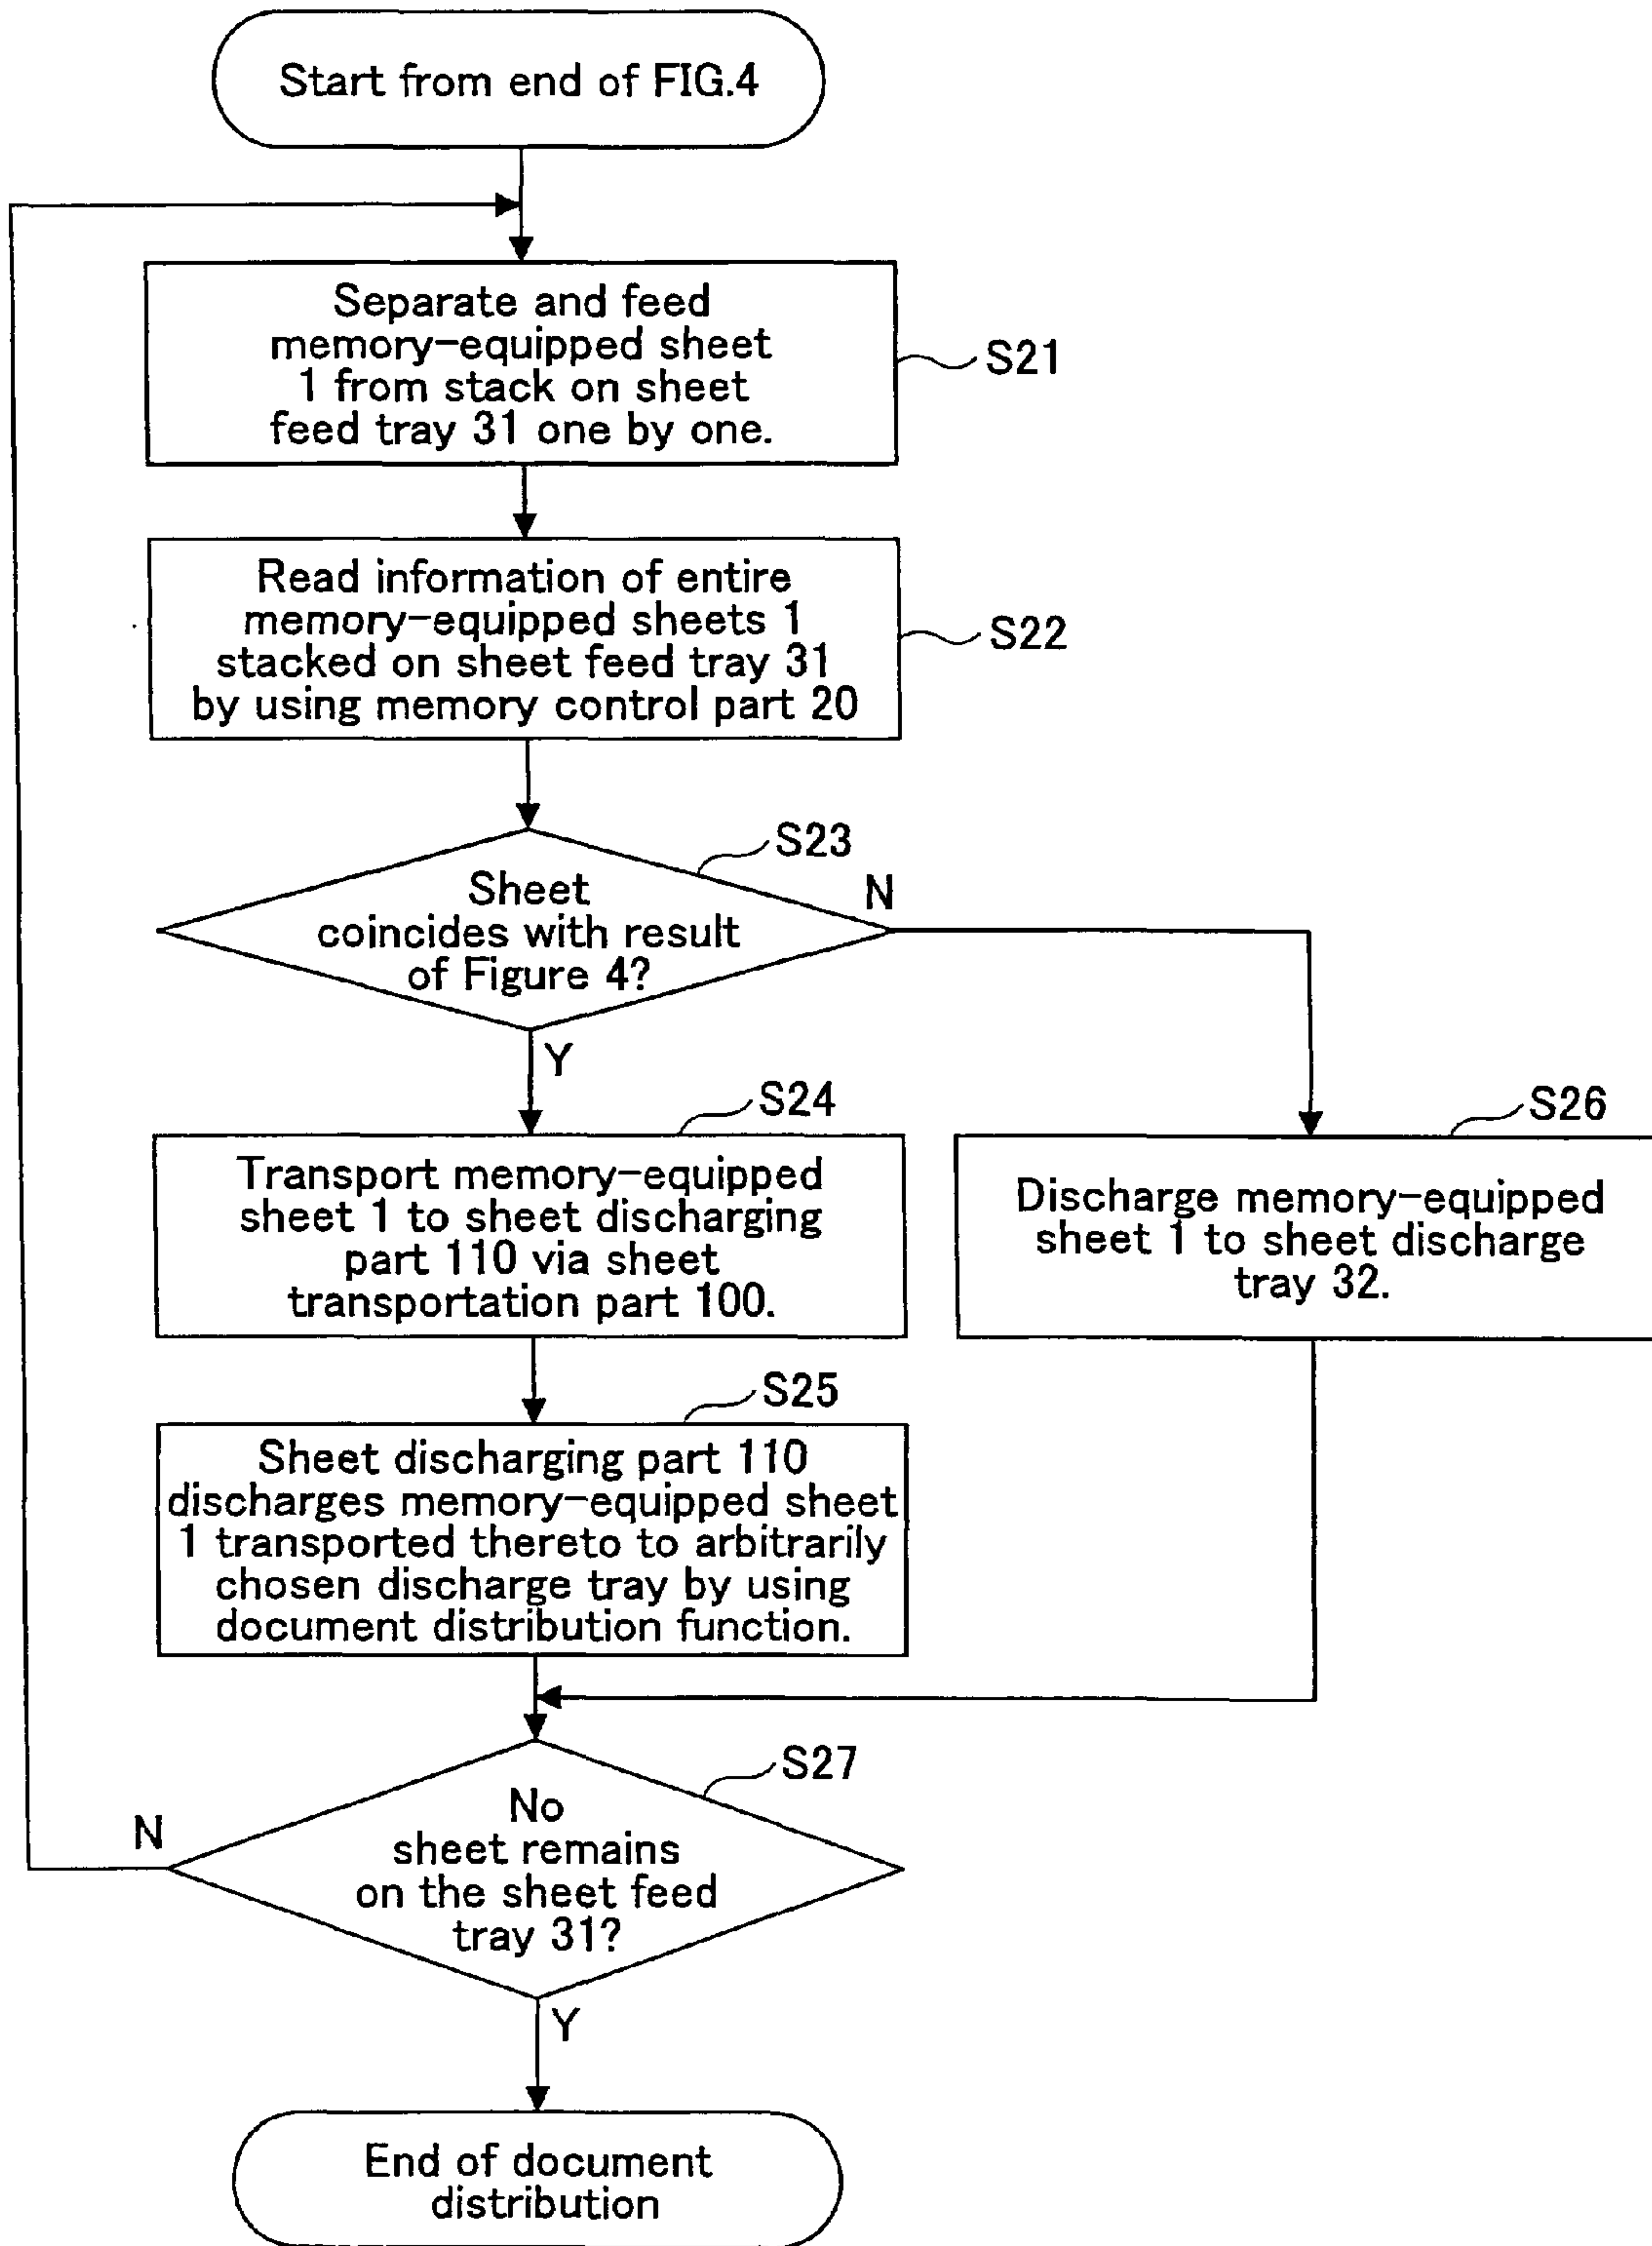 Start from end of FIG.4
Separate and feed
memory-equipped sheet
1 from stack on sheet
feed tray 31 one by one.
S21
Read information of entire
memory-equipped sheets 1
stacked on sheet feed tray 31
by using memory control part 20
S22
S23
Sheet
coincides with result
of Figure 4?
N
Y
S24
Transport memory-equipped
sheet 1 to sheet discharging
part 110 via sheet
transportation part 100.
S26
Discharge memory-equipped
sheet 1 to sheet discharge
tray 32.
S25
Sheet discharging part 110
discharges memory-equipped sheet
1 transported thereto to arbitrarily
chosen discharge tray by using
document distribution function.
S27
No
sheet remains
on the sheet feed
tray 31?
N
Y
End of document
distribution